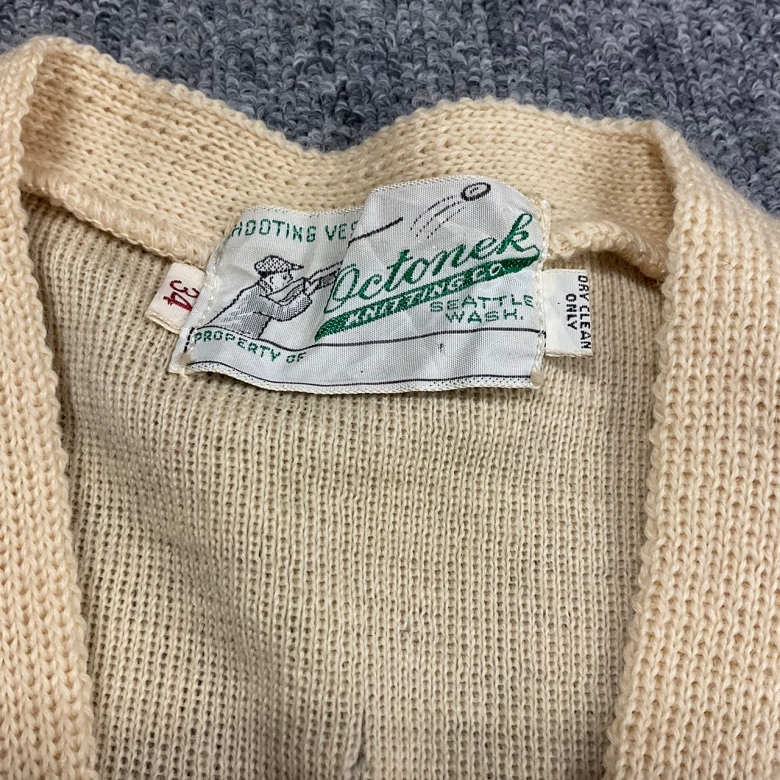 HOOTING VES
Octonek
KNITTING CO.
SEATTLE
WASH.
PROPERTY OF
34
DRY CLEAN
ONLY